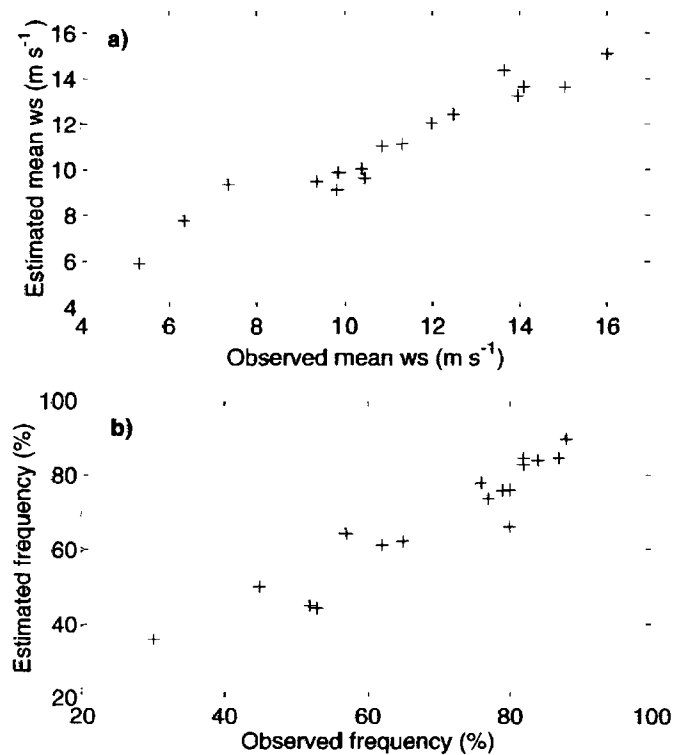 a)
16
14
12
10
8
6
4
Estimated mean ws (m s⁻¹)
4 6 8 10 12 14 16
Observed mean ws (m s⁻¹)
b)
100
80
60
40
20
Estimated frequency (%)
20 40 60 80 100
Observed frequency (%)